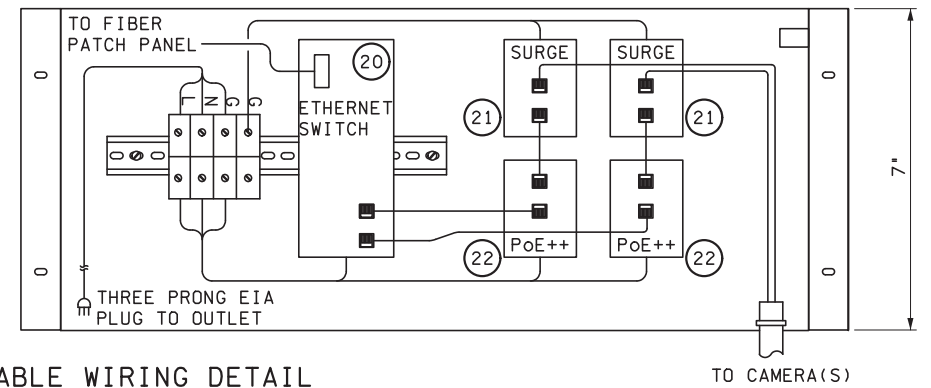 TO FIBER
PATCH PANEL
20
SURGE
SURGE
L N G G
ETHERNET
SWITCH
21
21
7"
PoE++
PoE++
22
22
THREE PRONG EIA
PLUG TO OUTLET
ABLE WIRING DETAIL
TO CAMERA(S)